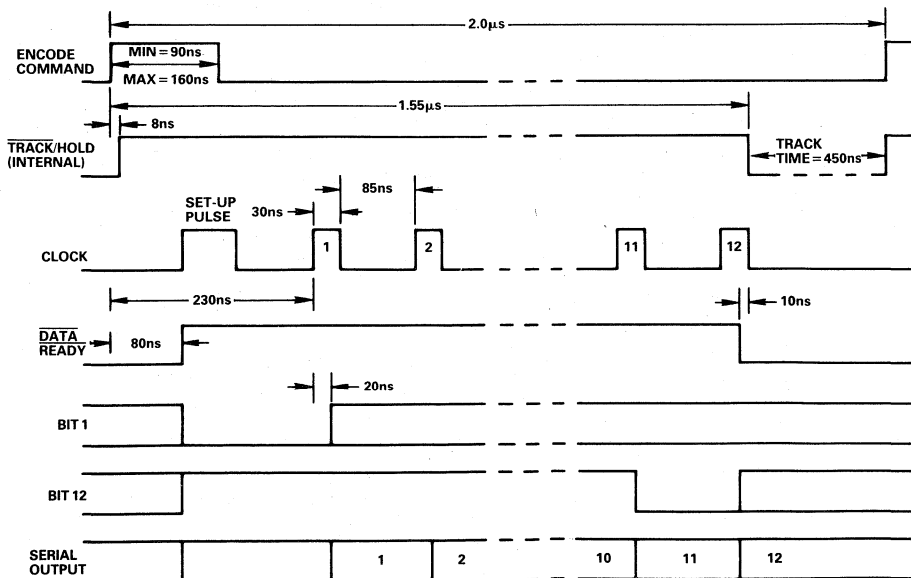 2.0μs
ENCODE
COMMAND
MIN = 90ns
MAX = 160ns
1.55μs
8ns
TRACK/HOLD
(INTERNAL)
TRACK
TIME = 450ns
85ns
SET-UP
PULSE
30ns
CLOCK
1
2
11
12
230ns
10ns
DATA
READY
80ns
20ns
BIT 1
BIT 12
SERIAL
OUTPUT
1
2
10
11
12